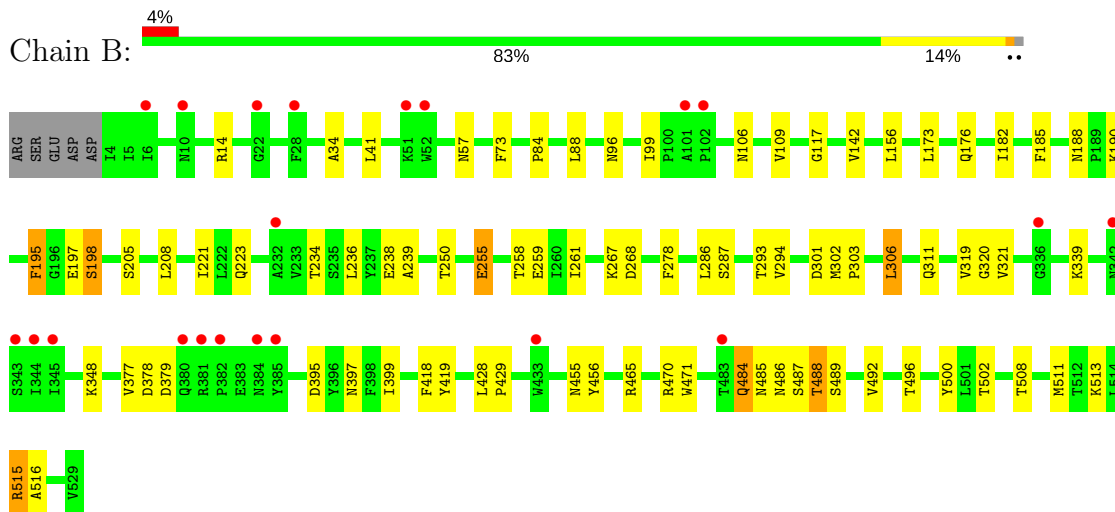 4%
Chain B:
83% 14% ••
ARG SER GLU ASP ASP I4 I5 I6 N10 R14 G22 F28 A34 L41 K51 W52 N57 F73 P84 L88 N96 I99 P100 A101 P102 N106 V109 G117 V142 L156 L173 Q176 I182 F185 N188 P189 K190
F195 G196 E197 S198 S205 L208 I221 L222 Q223 A232 V233 T234 S235 L236 Y237 E238 A239 T250 E255 T258 E259 I260 I261 K267 D268 F278 L286 S287 T293 V294 D301 M302 P303 L306 Q311 V319 G320 V321 G336 K339 N342
S343 I344 I345 K348 V377 D378 D379 Q380 R381 P382 E383 N384 Y385 D395 Y396 N397 F398 I399 F418 Y419 L428 P429 W433 N455 Y456 R465 R470 W471 T483 Q484 N485 N486 S487 T488 S489 V492 T496 Y500 L501 T502 T508 M511 T512 K513 L514
R515 A516 V529